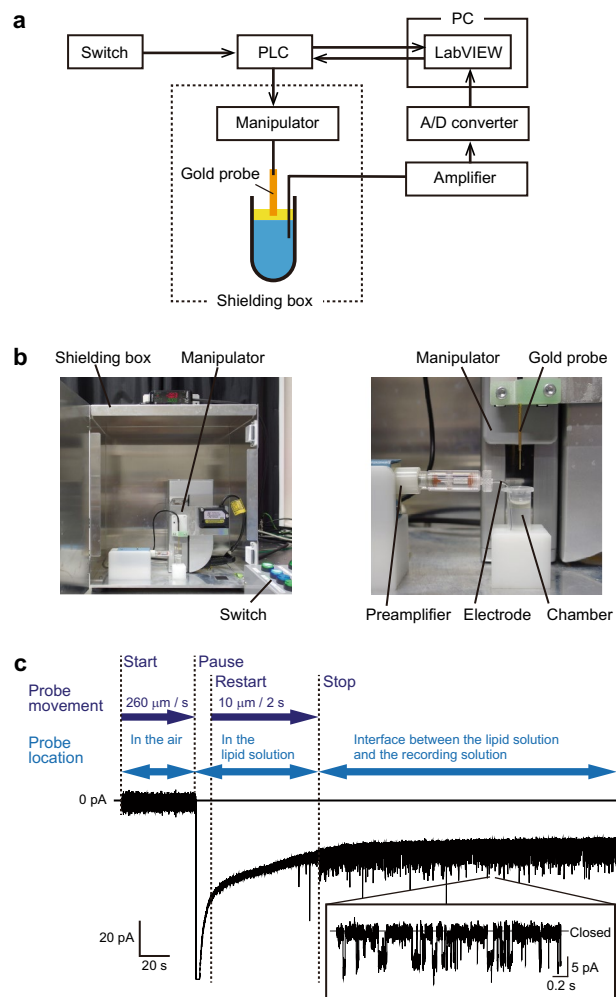 a
PC
Switch
PLC
LabVIEW
Manipulator
A/D converter
Gold probe
Amplifier
Shielding box
b
Shielding box
Manipulator
Manipulator
Gold probe
Switch
Preamplifier
Electrode
Chamber
c
Start
Pause
Restart
Stop
Probe
movement
260 μm / s
10 μm / 2 s
Probe
location
In the air
In the
lipid solution
Interface between the lipid solution
and the recording solution
0 pA
20 pA
20 s
Closed
5 pA
0.2 s